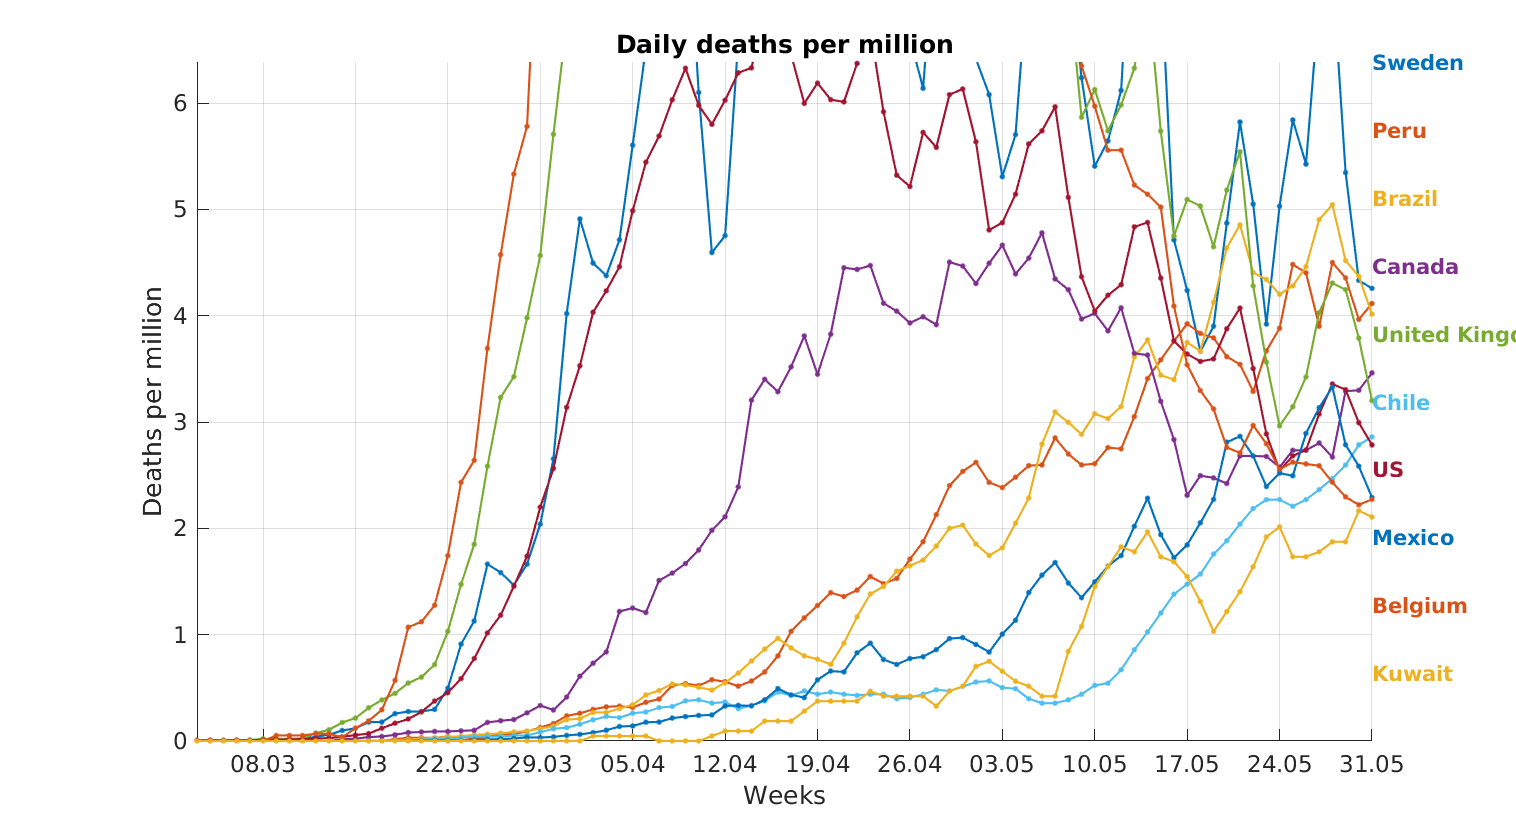 Daily deaths per million
Sweden
Peru
Brazil
Canada
United Kingd
Chile
US
Mexico
Belgium
Kuwait
Deaths per million
6
5
4
3
2
1
0
08.03 15.03 22.03 29.03 05.04 12.04 19.04 26.04 03.05 10.05 17.05 24.05 31.05
Weeks